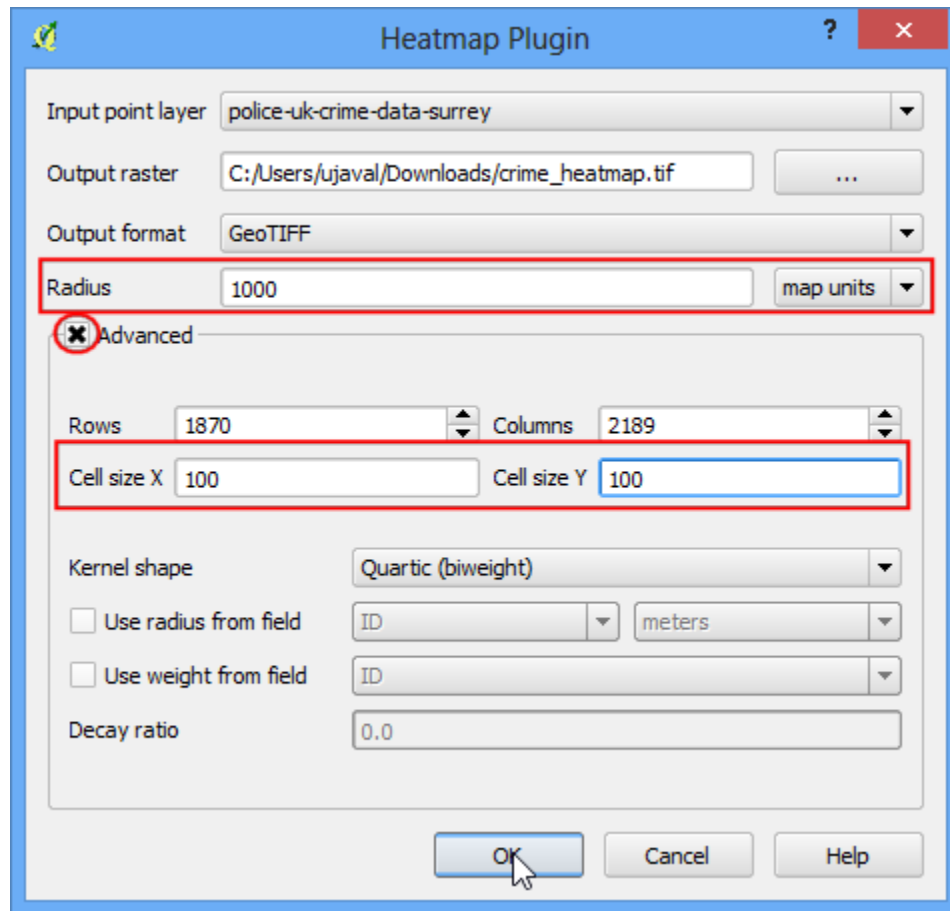 Heatmap Plugin ?
Input point layer police-uk-crime-data-surrey
Output raster C:/Users/ujaval/Downloads/crime_heatmap.tif ...
Output format GeoTIFF
Radius 1000 map units
Advanced
Rows 1870 Columns 2189
Cell size X 100 Cell size Y 100
Kernel shape Quartic (biweight)
Use radius from field ID meters
Use weight from field ID
Decay ratio 0.0
OK Cancel Help